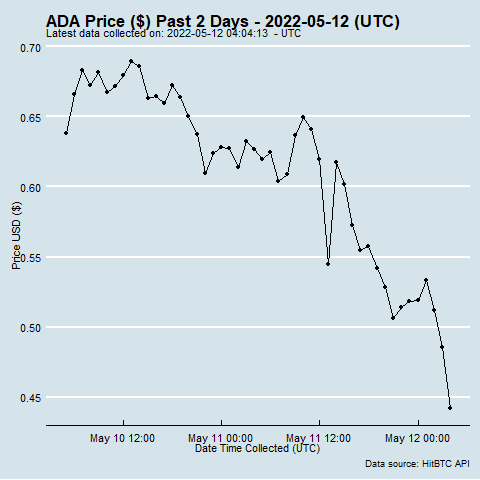 ADA Price ($) Past 2 Days - 2022-05-12 (UTC)
Latest data collected on: 2022-05-12 04:04:13 - UTC
0.70
0.65
0.60
0.55
0.50
0.45
Price USD ($)
May 10 12:00
May 11 00:00
May 11 12:00
May 12 00:00
Date Time Collected (UTC)
Data source: HitBTC API